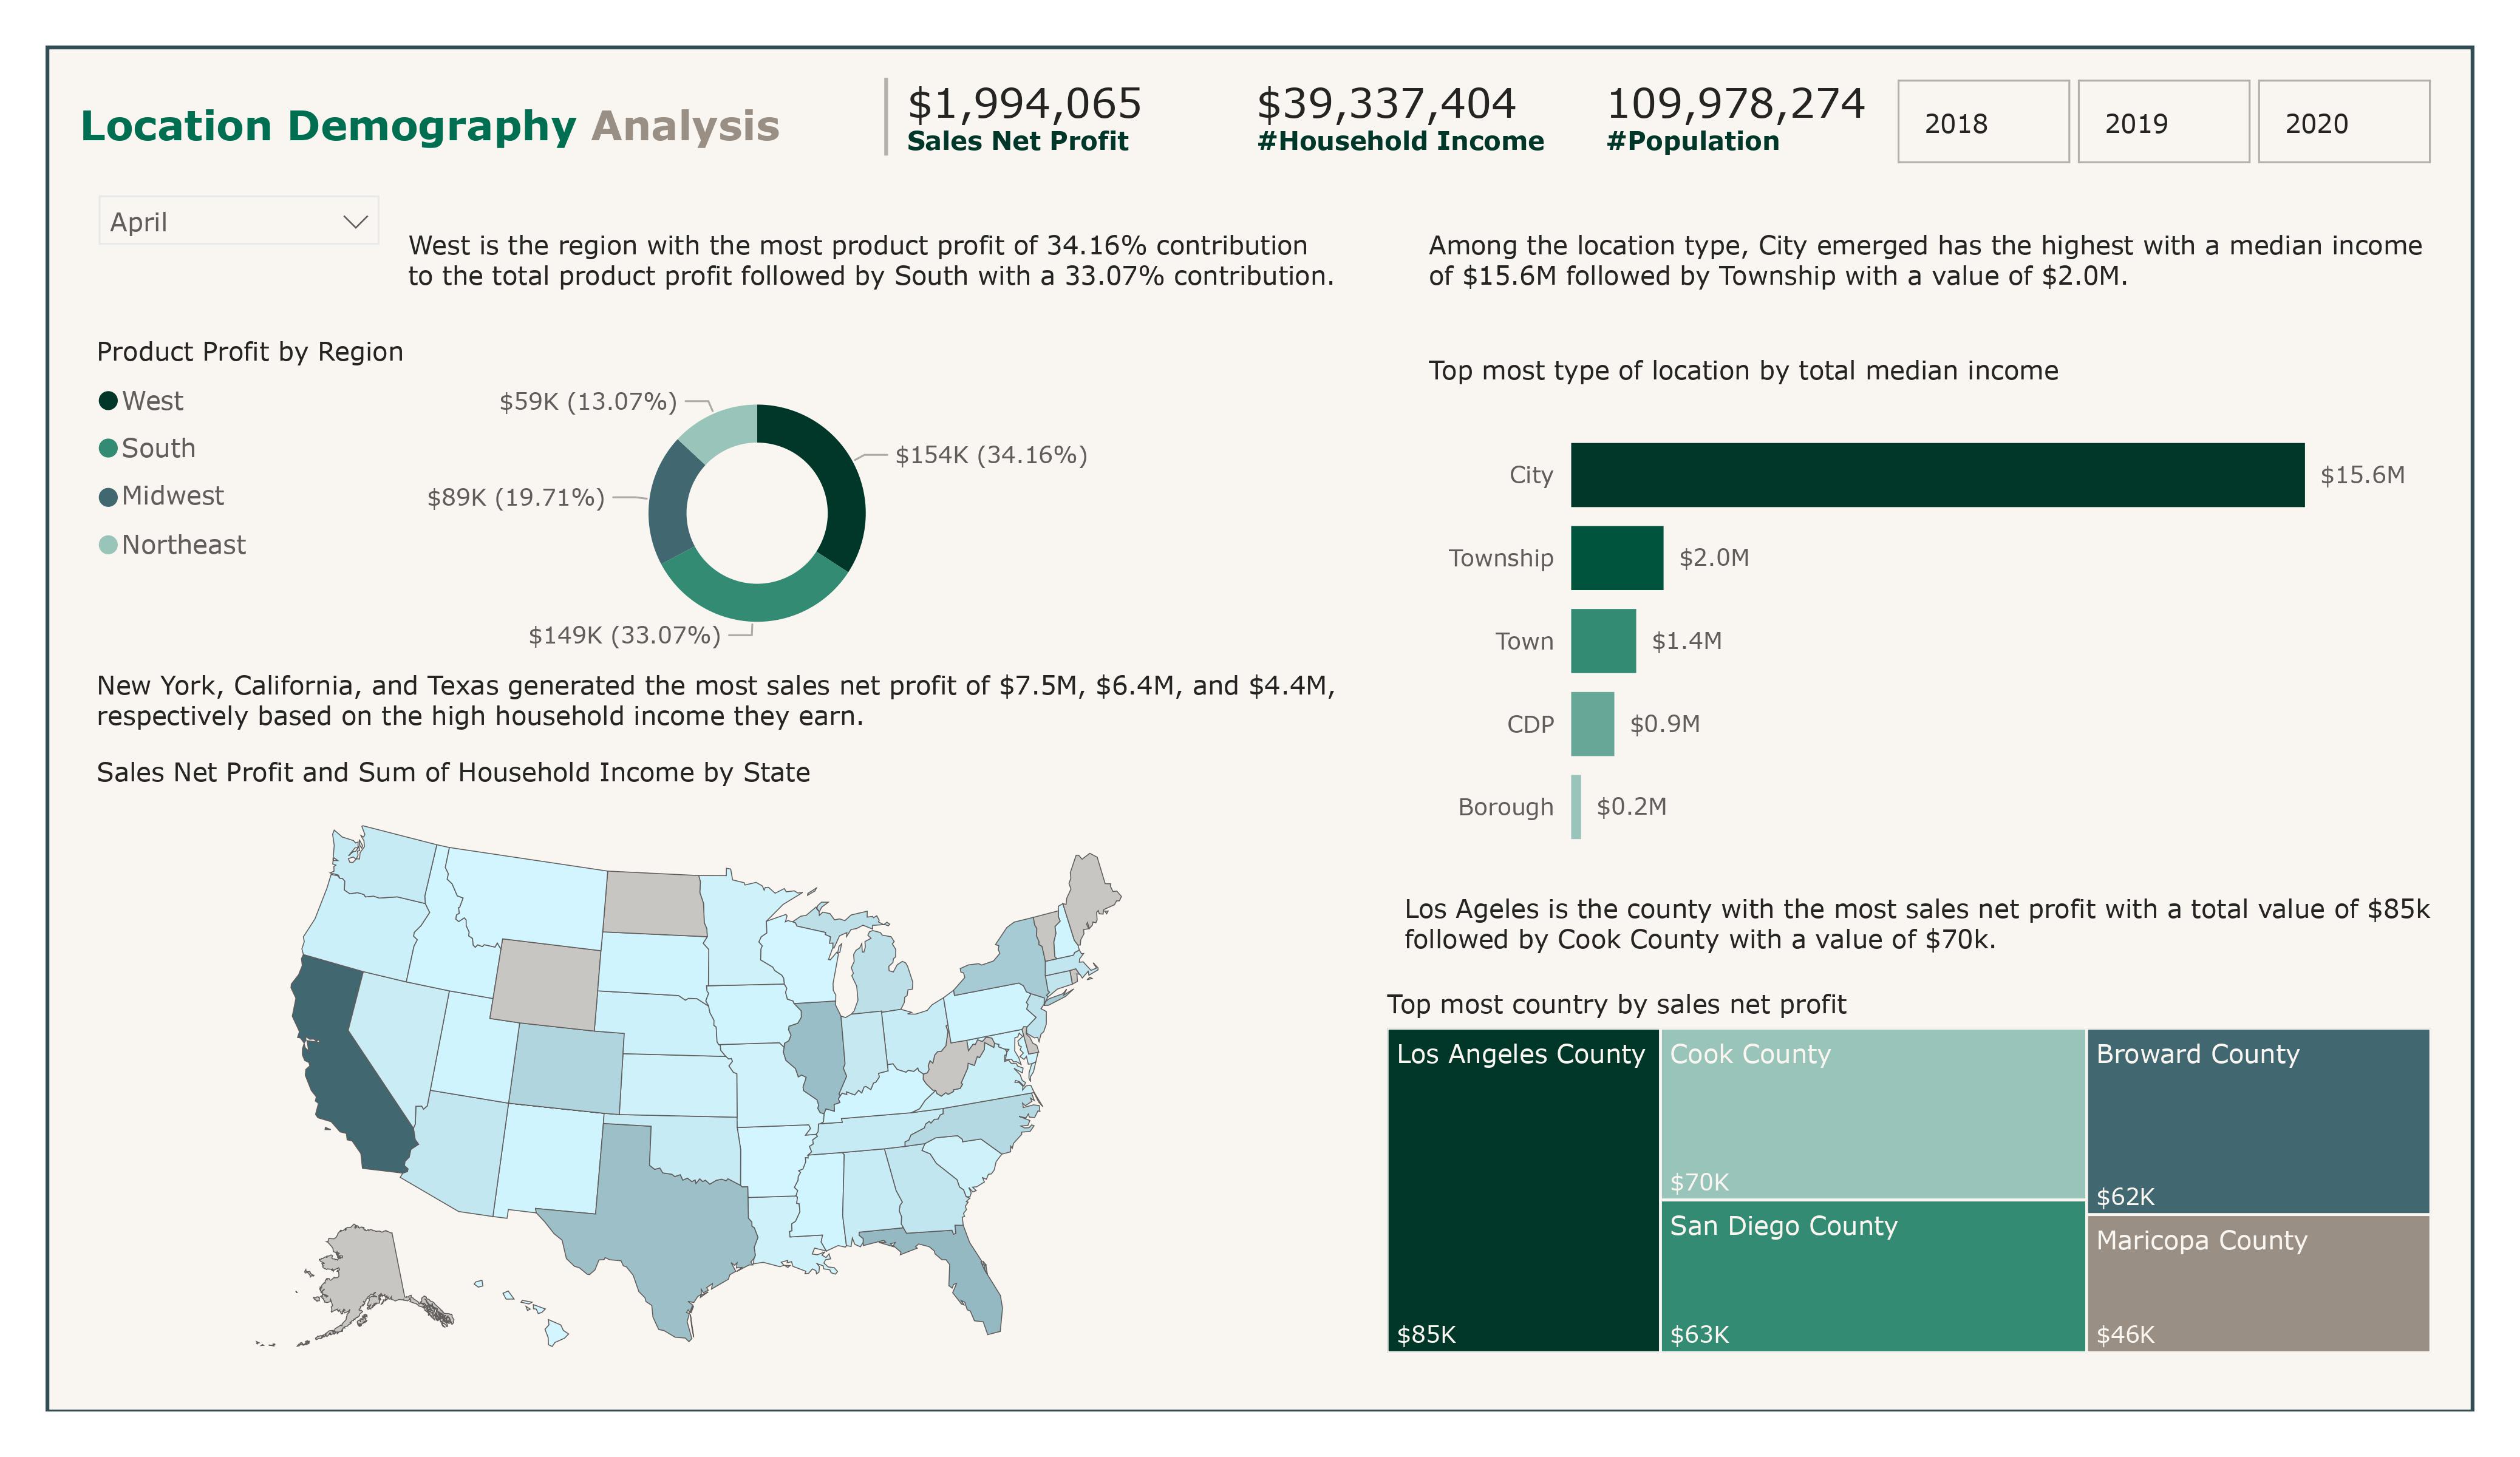 Location Demography Analysis
$1,994,065
Sales Net Profit
$39,337,404
#Household Income
109,978,274
#Population
2018
2019
2020
April
West is the region with the most product profit of 34.16% contribution
to the total product profit followed by South with a 33.07% contribution.
Product Profit by Region
West
South
Midwest
Northeast
$59K (13.07%)
$154K (34.16%)
$89K (19.71%)
$149K (33.07%)
New York, California, and Texas generated the most sales net profit of $7.5M, $6.4M, and $4.4M,
respectively based on the high household income they earn.
Sales Net Profit and Sum of Household Income by State
Among the location type, City emerged has the highest with a median income
of $15.6M followed by Township with a value of $2.0M.
Top most type of location by total median income
City $15.6M
Township $2.0M
Town $1.4M
CDP $0.9M
Borough $0.2M
Los Ageles is the county with the most sales net profit with a total value of $85k
followed by Cook County with a value of $70k.
Top most country by sales net profit
Los Angeles County
$85K
Cook County
$70K
San Diego County
$63K
Broward County
$62K
Maricopa County
$46K